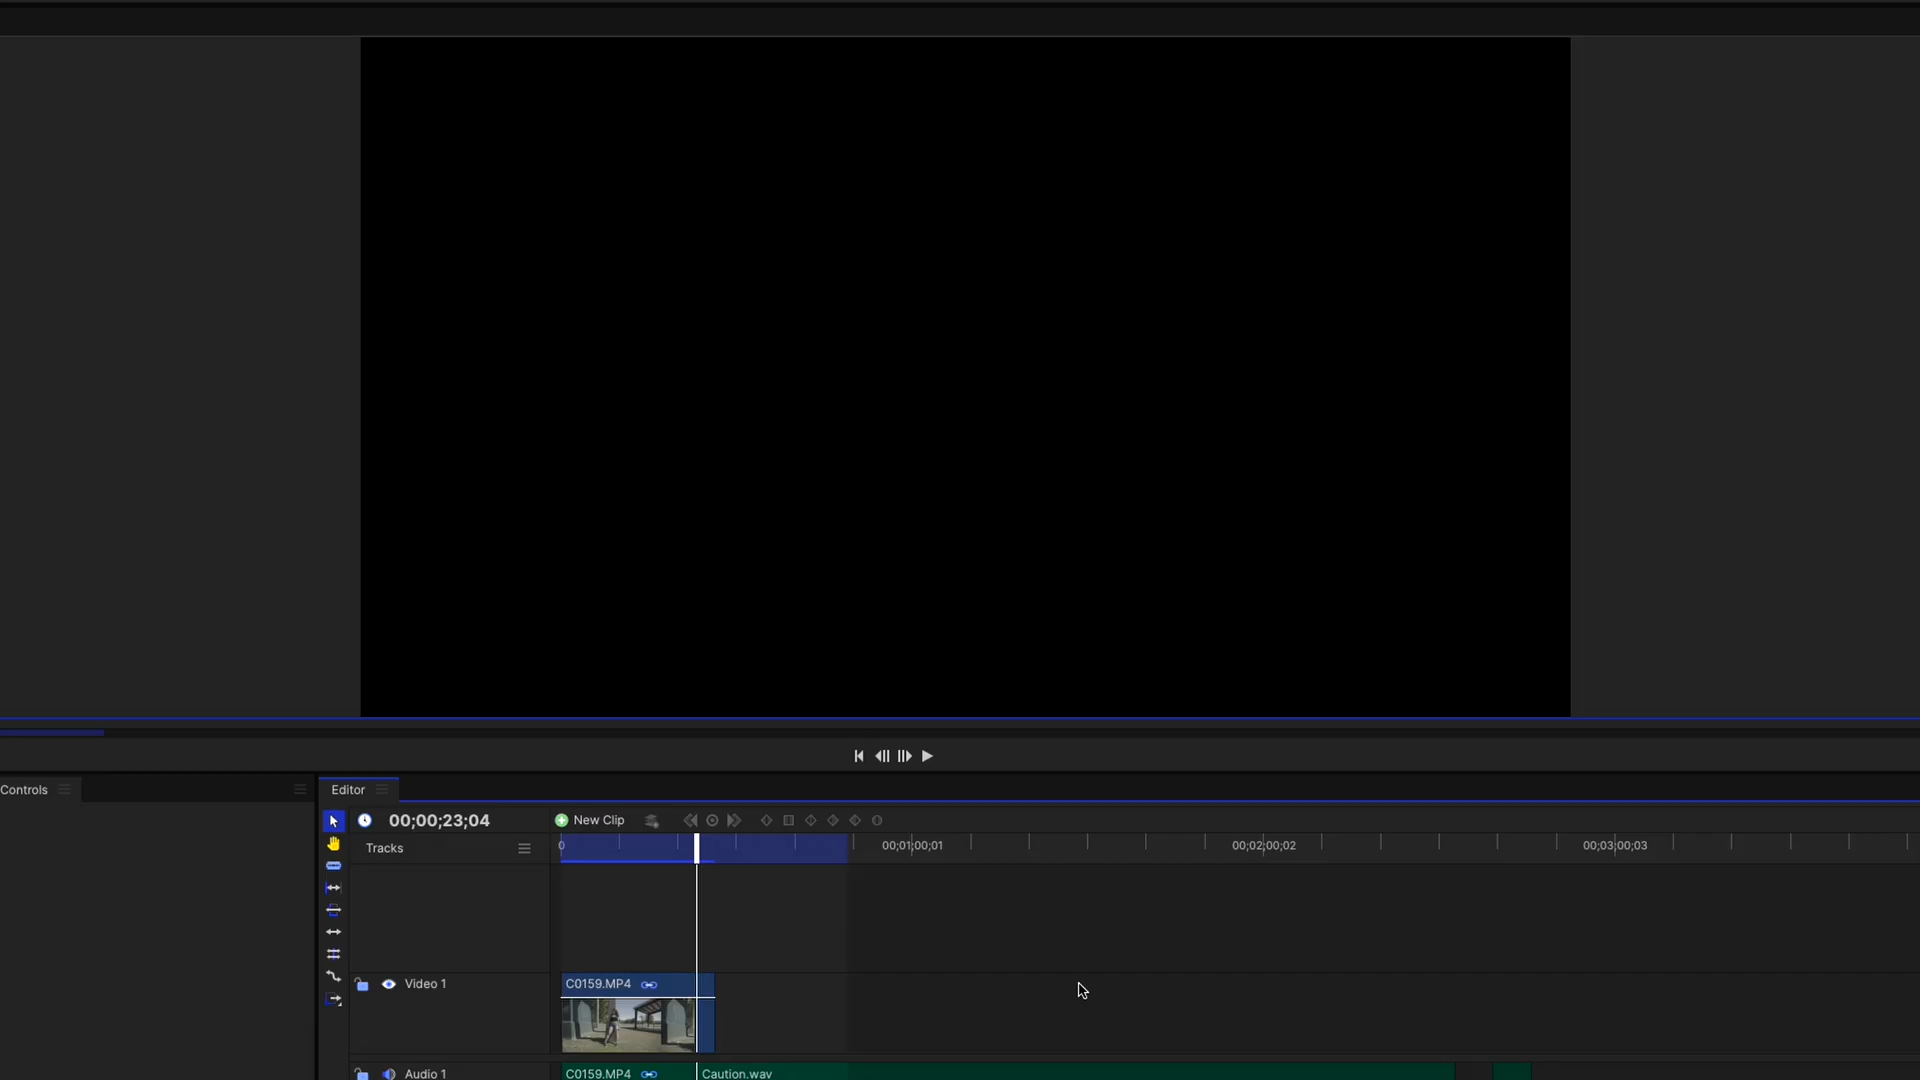 Controls
Editor
00;00;23;04
New Clip
Tracks
0
00;01;00;01
00;02;00;02
00;03;00;03
Video 1
C0159.MP4
Audio 1
C0159.MP4
Caution.wav